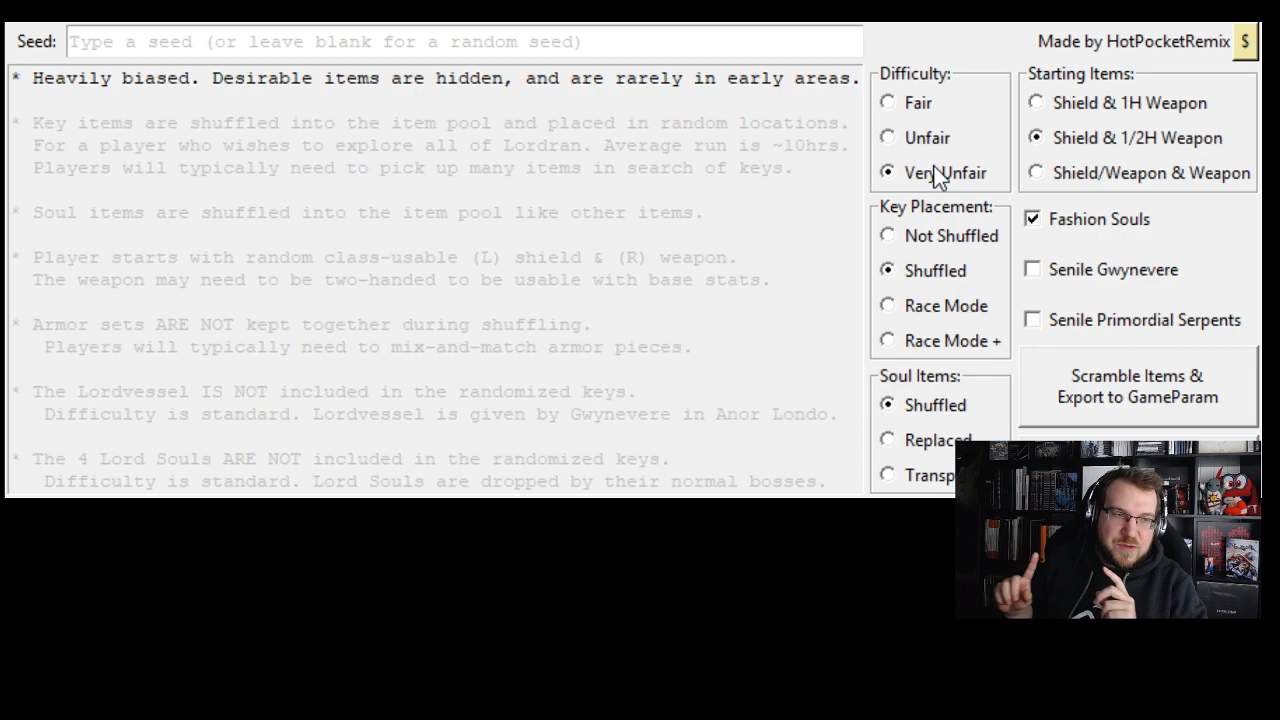 Seed: Type a seed (or leave blank for a random seed)
Made by HotPocketRemix $
* Heavily biased. Desirable items are hidden, and are rarely in early areas.
* Key items are shuffled into the item pool and placed in random locations.
For a player who wishes to explore all of Lordran. Average run is ~10hrs.
Players will typically need to pick up many items in search of keys.
* Soul items are shuffled into the item pool like other items.
* Player starts with random class-usable (L) shield & (R) weapon.
The weapon may need to be two-handed to be usable with base stats.
* Armor sets ARE NOT kept together during shuffling.
Players will typically need to mix-and-match armor pieces.
* The Lordvessel IS NOT included in the randomized keys.
Difficulty is standard. Lordvessel is given by Gwynevere in Anor Londo.
* The 4 Lord Souls ARE NOT included in the randomized keys.
Difficulty is standard. Lord Souls are dropped by their normal bosses.
Difficulty:
Fair
Unfair
Very Unfair
Key Placement:
Not Shuffled
Shuffled
Race Mode
Race Mode +
Soul Items:
Shuffled
Replaced
Transp
Starting Items:
Shield & 1H Weapon
Shield & 1/2H Weapon
Shield/Weapon & Weapon
Fashion Souls
Senile Gwynevere
Senile Primordial Serpents
Scramble Items &
Export to GameParam